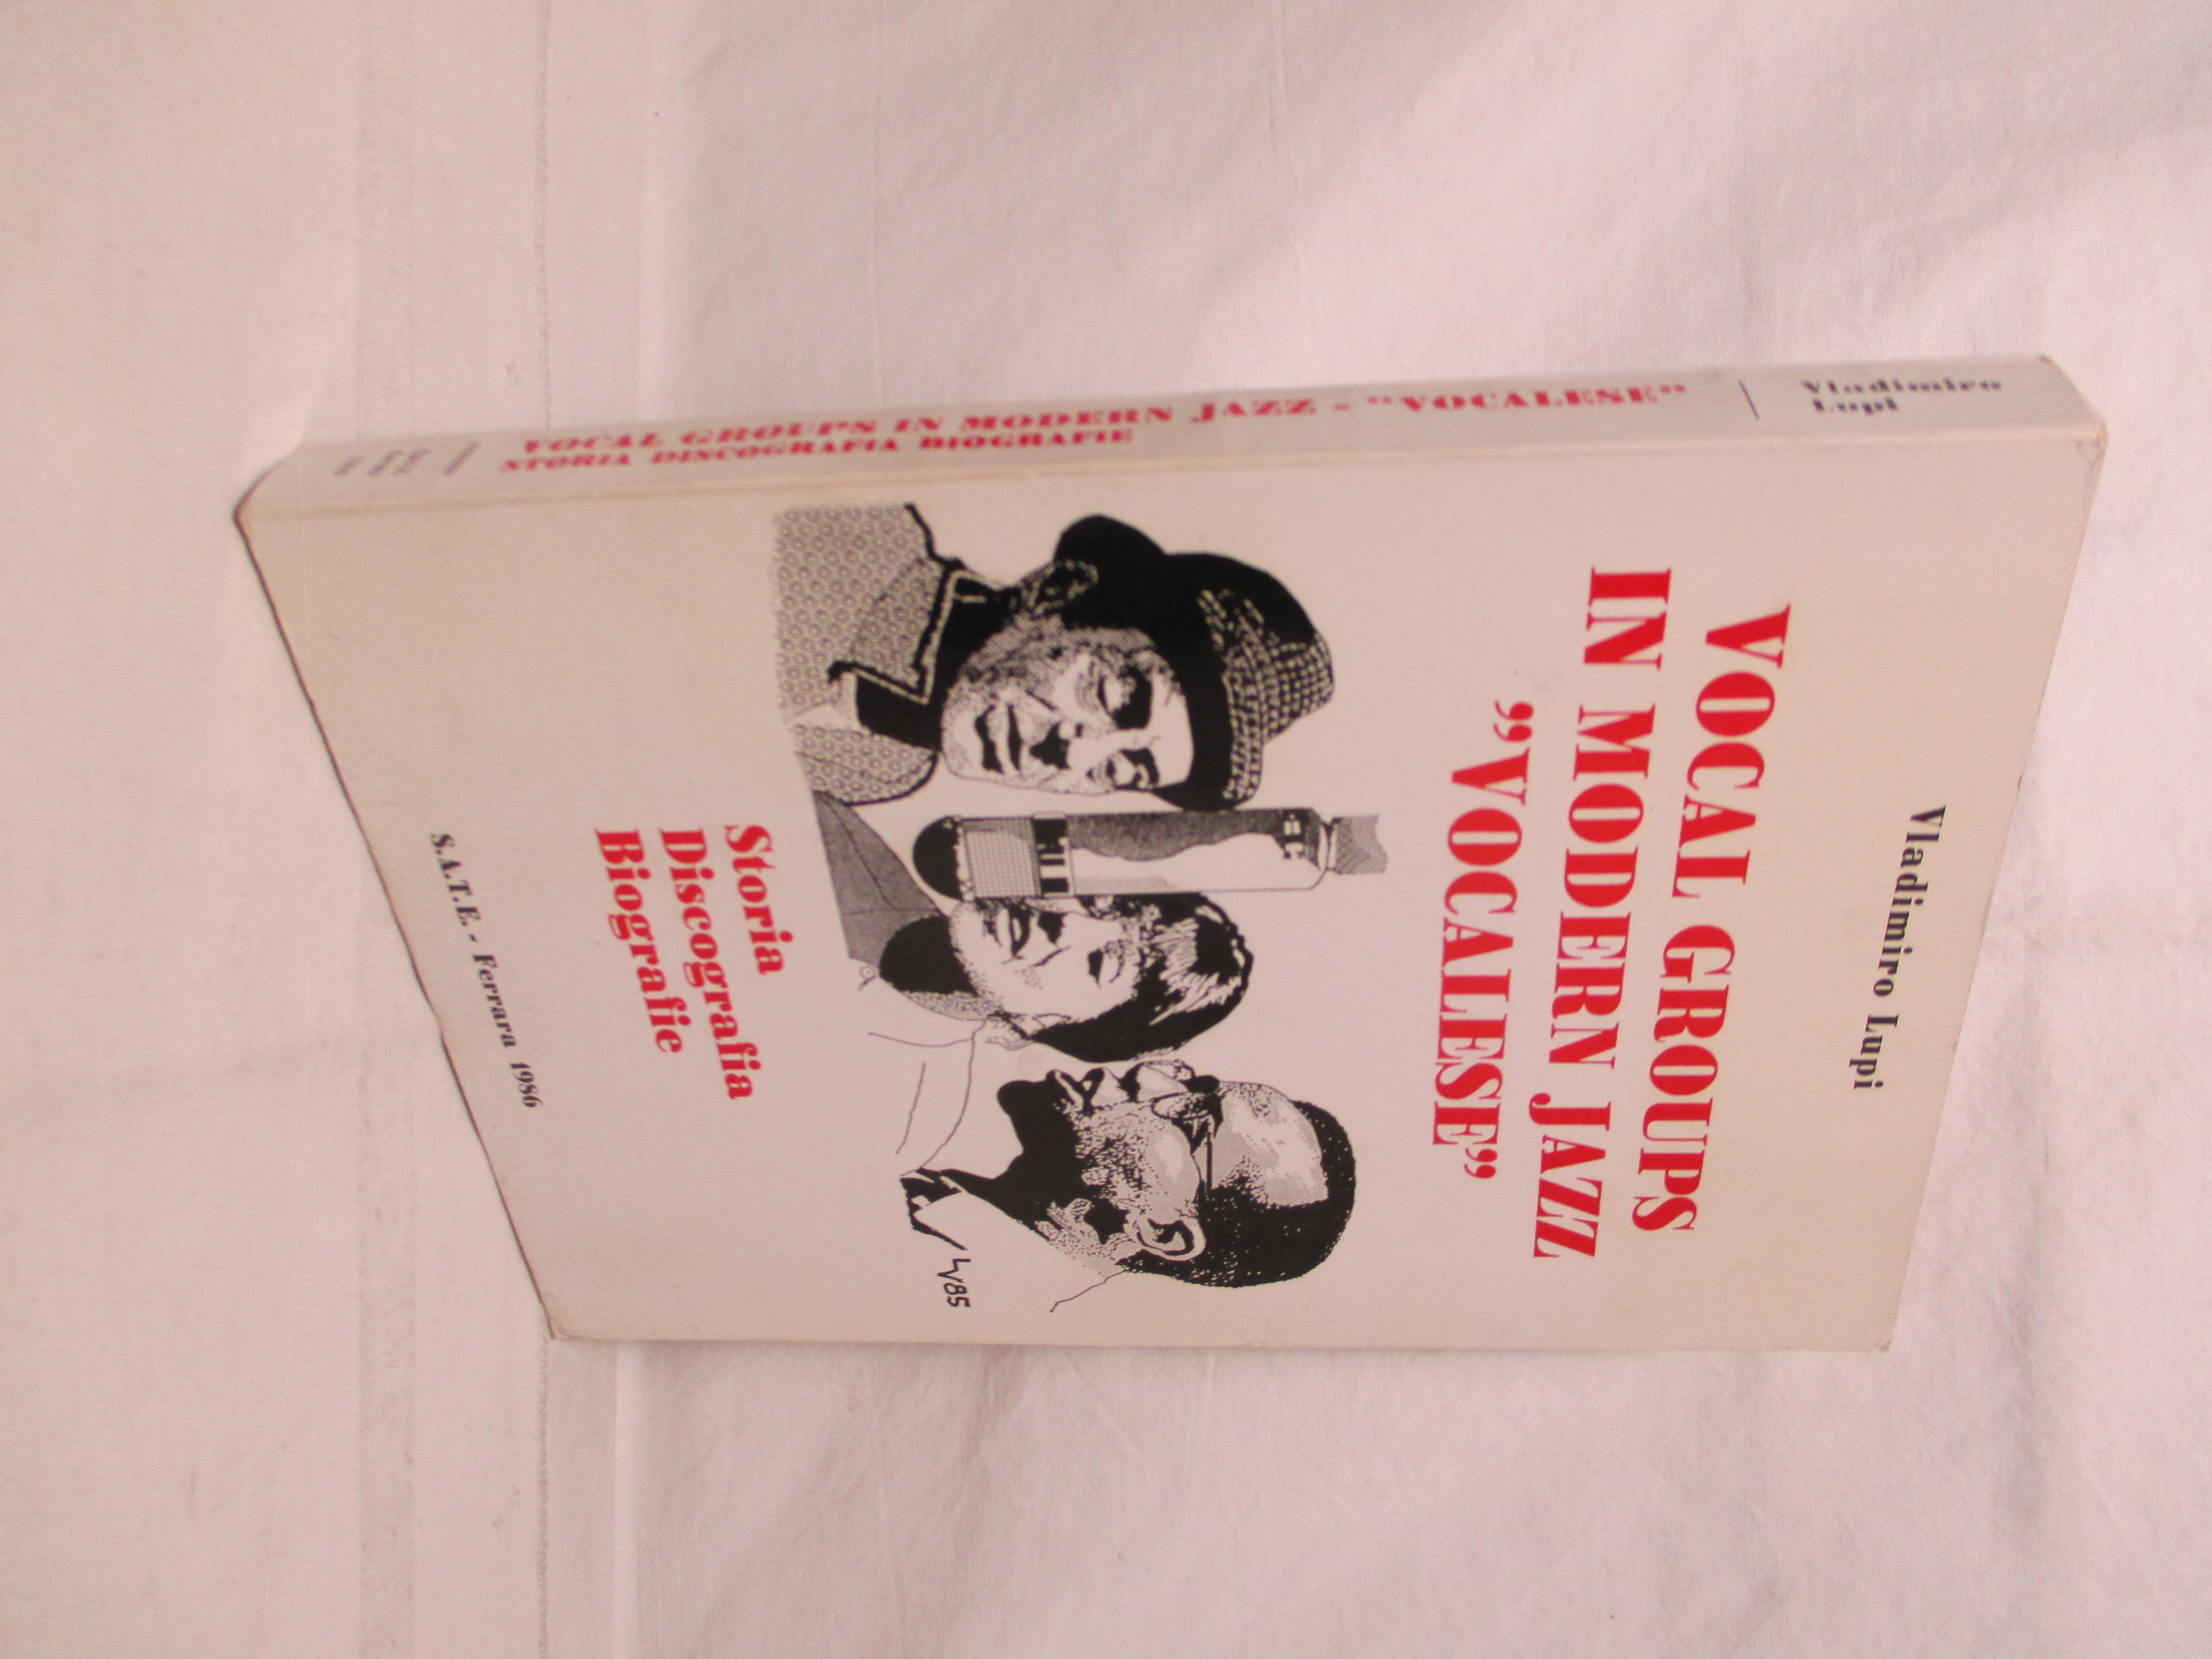 Vladimiro Lupi
VOCAL GROUPS
IN MODERN JAZZ
”VOCALESE”
LV85
Storia
Discografia
Biografie
S.A.T.E. - Ferrara 1986
Vladimiro
Lupi
VOCAL GROUPS IN MODERN JAZZ - “VOCALESE”
STORIA DISCOGRAFIA BIOGRAFIE